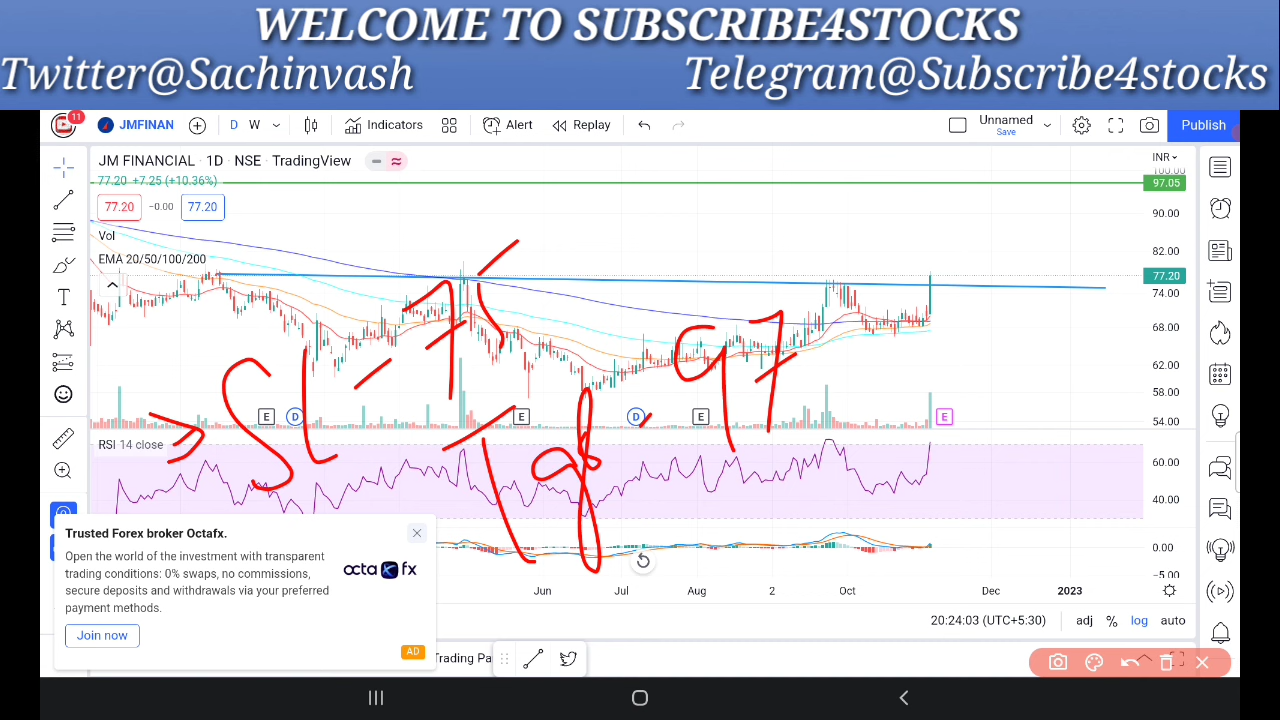 WELCOME TO SUBSCRIBE4STOCKS
Twitter@Sachinvash Telegram@Subscribe4stocks
11 JMFINAN D W Indicators Alert Replay Unnamed Save Publish
JM FINANCIAL · 1D · NSE · TradingView INR
77.20 +7.25 (+10.36%) 100.00
97.05
77.20 −0.00 77.20
90.00
Vol
82.00
EMA 20/50/100/200
77.20
74.00
68.00
62.00
58.00
E D E D E E
54.00
RSI 14 close
60.00
40.00
0.00
−5.00
Jun Jul Aug 2 Oct Dec 2023
20:24:03 (UTC+5:30) adj % log auto
Trading Pa
Trusted Forex broker Octafx.
Open the world of the investment with transparent
trading conditions: 0% swaps, no commissions,
secure deposits and withdrawals via your preferred
payment methods.
octa fx
Join now
AD